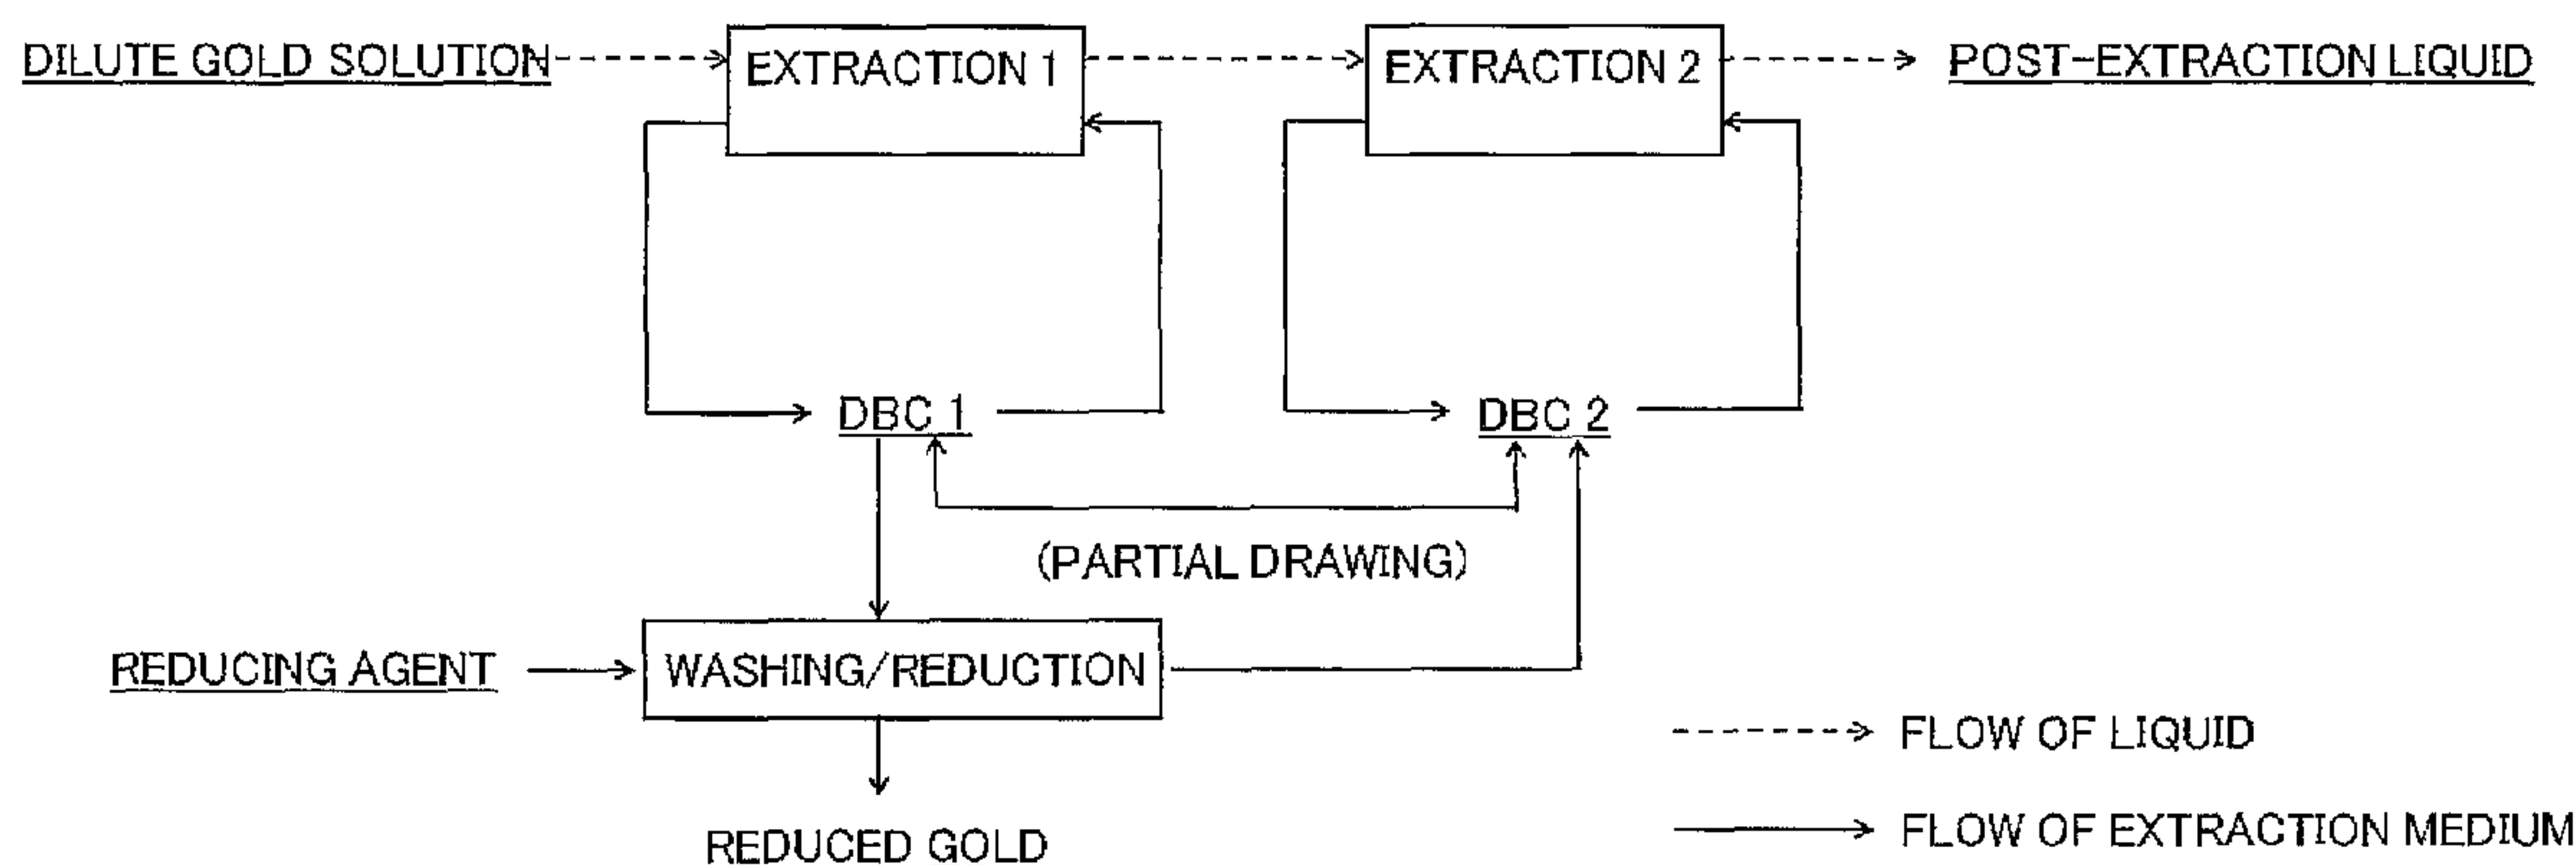 DILUTE GOLD SOLUTION
EXTRACTION 1
EXTRACTION 2
POST-EXTRACTION LIQUID
DBC 1
DBC 2
(PARTIAL DRAWING)
REDUCING AGENT
WASHING/REDUCTION
FLOW OF LIQUID
FLOW OF EXTRACTION MEDIUM
REDUCED GOLD